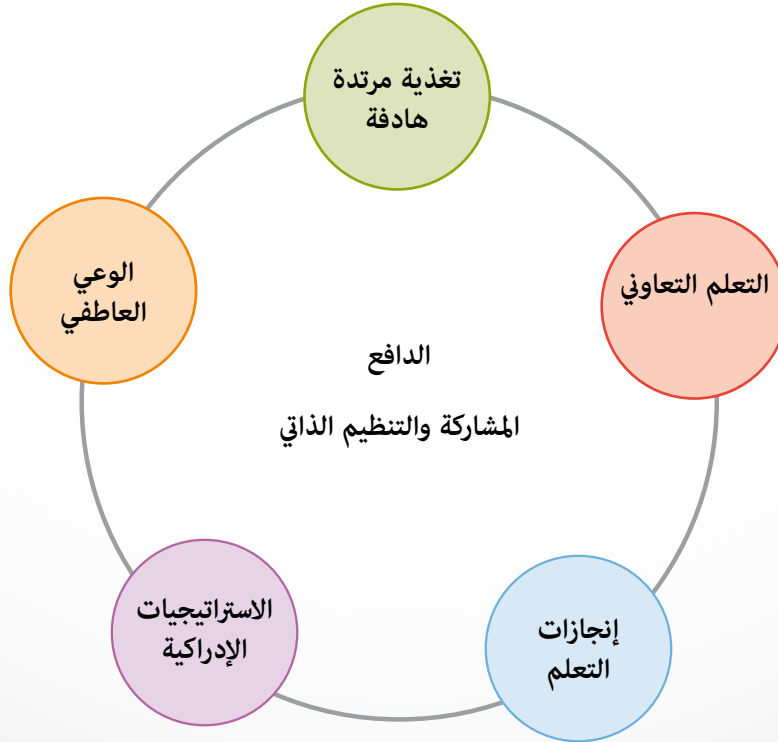 تغذية مرتدة
هادفة
التعلم التعاوني
الوعي
العاطفي
الدافع
المشاركة والتنظيم الذاتي
الاستراتيجيات
الإدراكية
إنجازات
التعلم